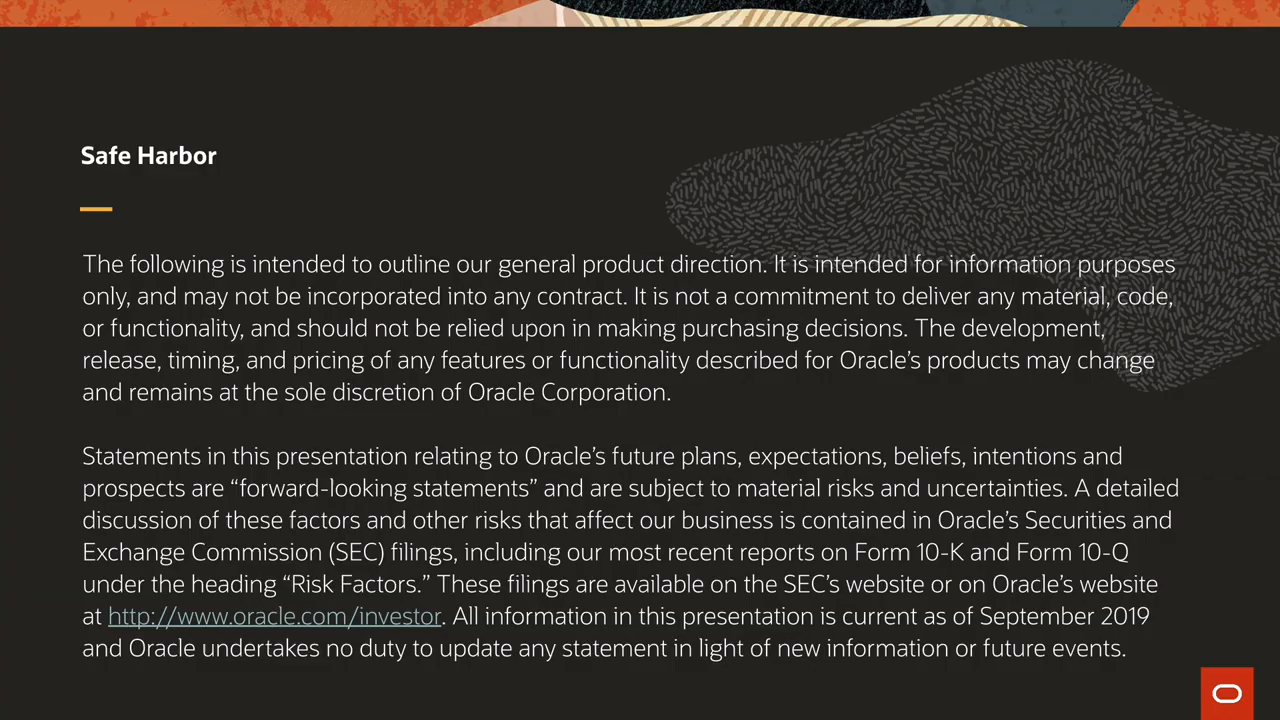 Safe Harbor
The following is intended to outline our general product direction. It is intended for information purposes
only, and may not be incorporated into any contract. It is not a commitment to deliver any material, code,
or functionality, and should not be relied upon in making purchasing decisions. The development,
release, timing, and pricing of any features or functionality described for Oracle’s products may change
and remains at the sole discretion of Oracle Corporation.
Statements in this presentation relating to Oracle’s future plans, expectations, beliefs, intentions and
prospects are “forward-looking statements” and are subject to material risks and uncertainties. A detailed
discussion of these factors and other risks that affect our business is contained in Oracle’s Securities and
Exchange Commission (SEC) filings, including our most recent reports on Form 10-K and Form 10-Q
under the heading “Risk Factors.” These filings are available on the SEC’s website or on Oracle’s website
at http://www.oracle.com/investor. All information in this presentation is current as of September 2019
and Oracle undertakes no duty to update any statement in light of new information or future events.